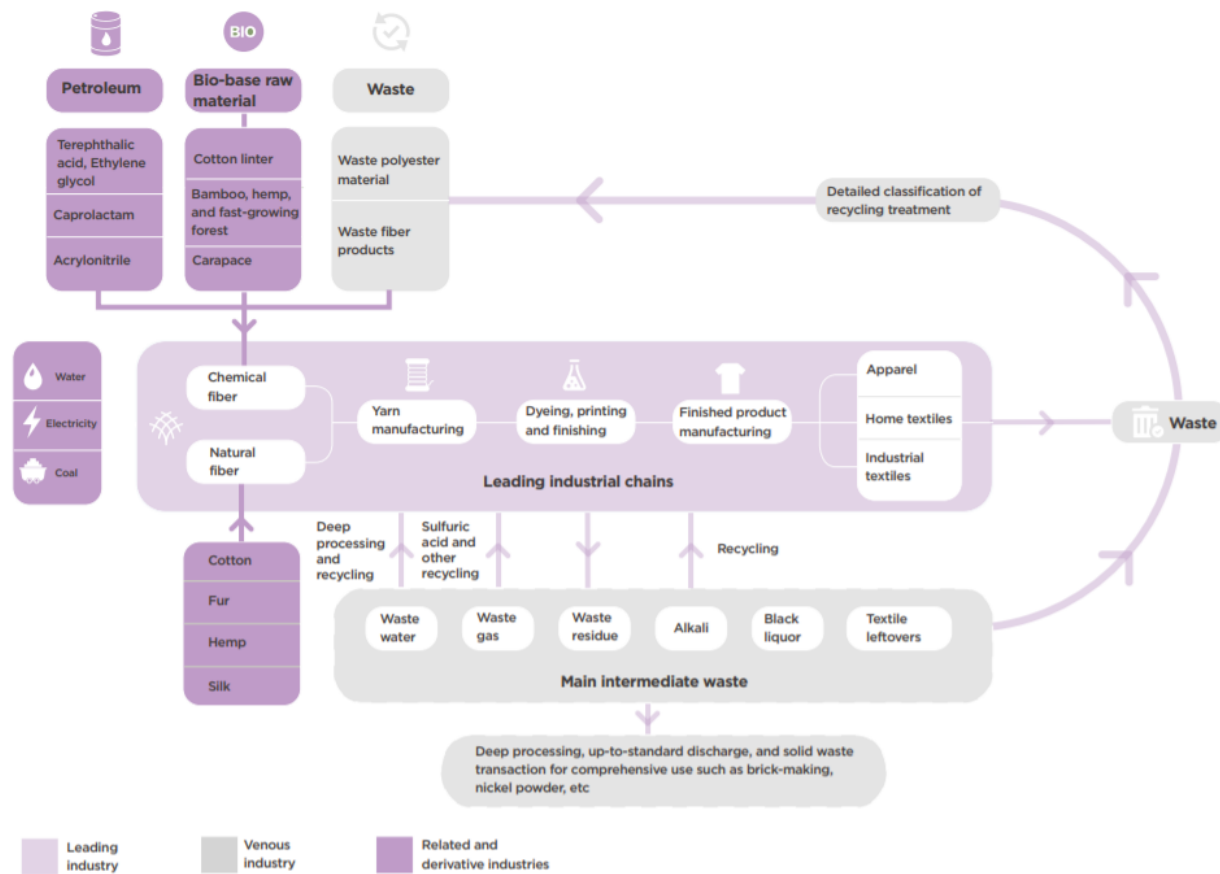 BIO
Petroleum
Bio-base raw
material
Waste
Terephthalic
acid, Ethylene
glycol
Caprolactam
Acrylonitrile
Cotton linter
Bamboo, hemp,
and fast-growing
forest
Carapace
Waste polyester
material
Waste fiber
products
Detailed classification of
recycling treatment
Water
Electricity
Coal
Chemical
fiber
Natural
fiber
Yarn
manufacturing
Dyeing, printing
and finishing
Finished product
manufacturing
Apparel
Home textiles
Industrial
textiles
Leading industrial chains
Waste
Cotton
Fur
Hemp
Silk
Deep
processing
and
recycling
Sulfuric
acid and
other
recycling
Recycling
Waste
water
Waste
gas
Waste
residue
Alkali
Black
liquor
Textile
leftovers
Main intermediate waste
Deep processing, up-to-standard discharge, and solid waste
transaction for comprehensive use such as brick-making,
nickel powder, etc
Leading
industry
Venous
industry
Related and
derivative industries